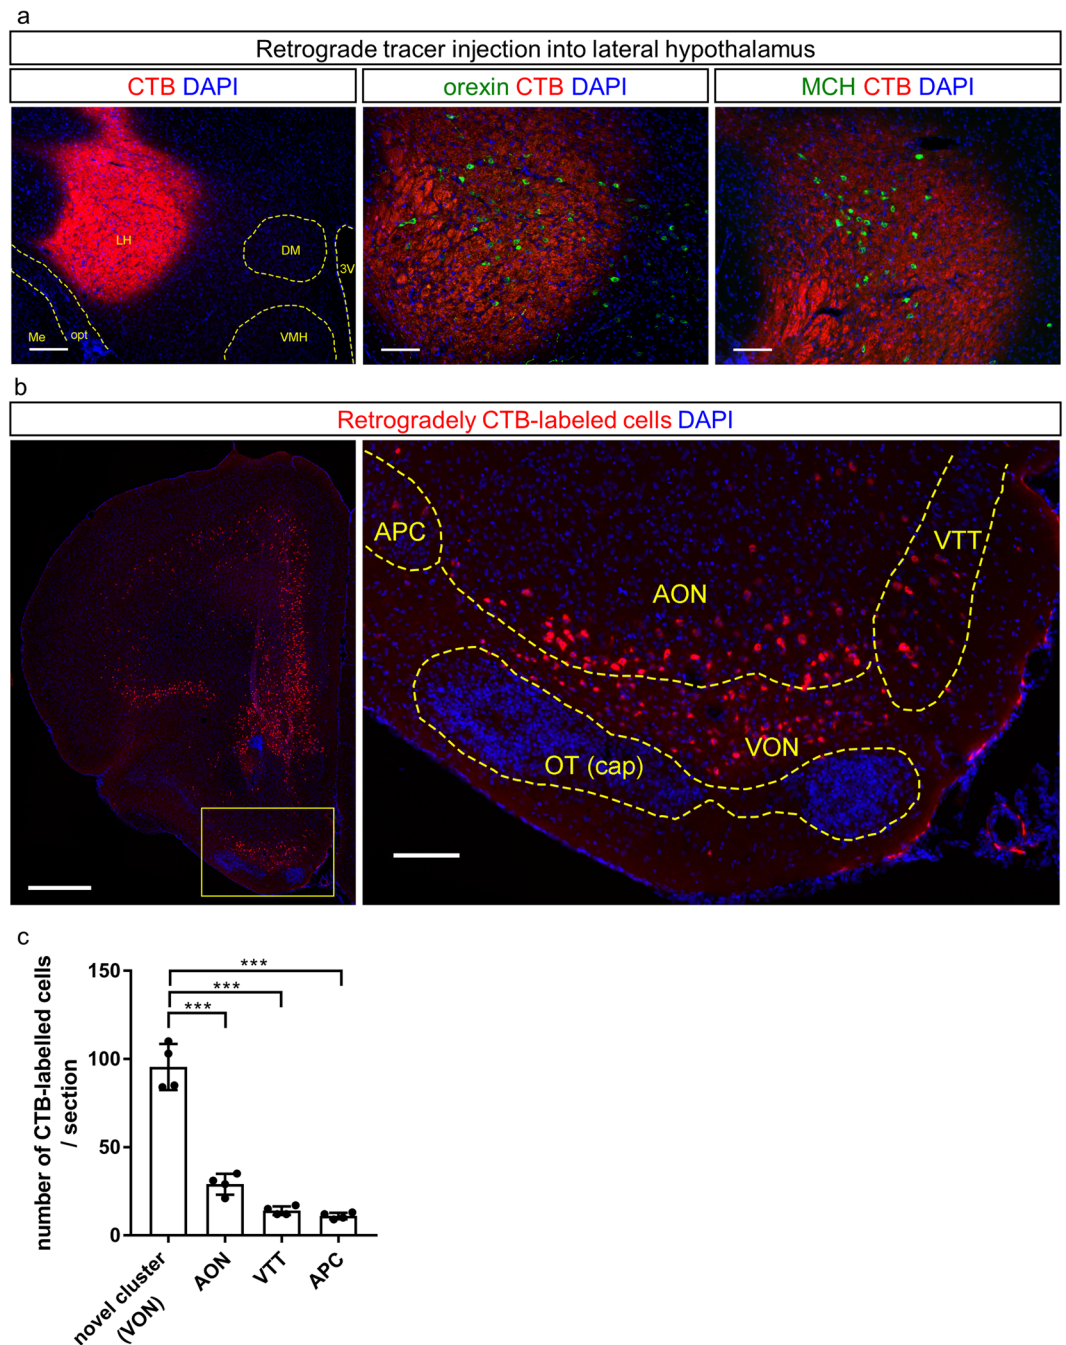 a
Retrograde tracer injection into lateral hypothalamus
CTB DAPI
orexin CTB DAPI
MCH CTB DAPI
LH
DM
3V
Me
opt
VMH
b
Retrogradely CTB-labeled cells DAPI
APC
VTT
AON
VON
OT (cap)
c
number of CTB-labelled cells
/ section
150
100
50
0
***
***
***
novel cluster
(VON)
AON
VTT
APC